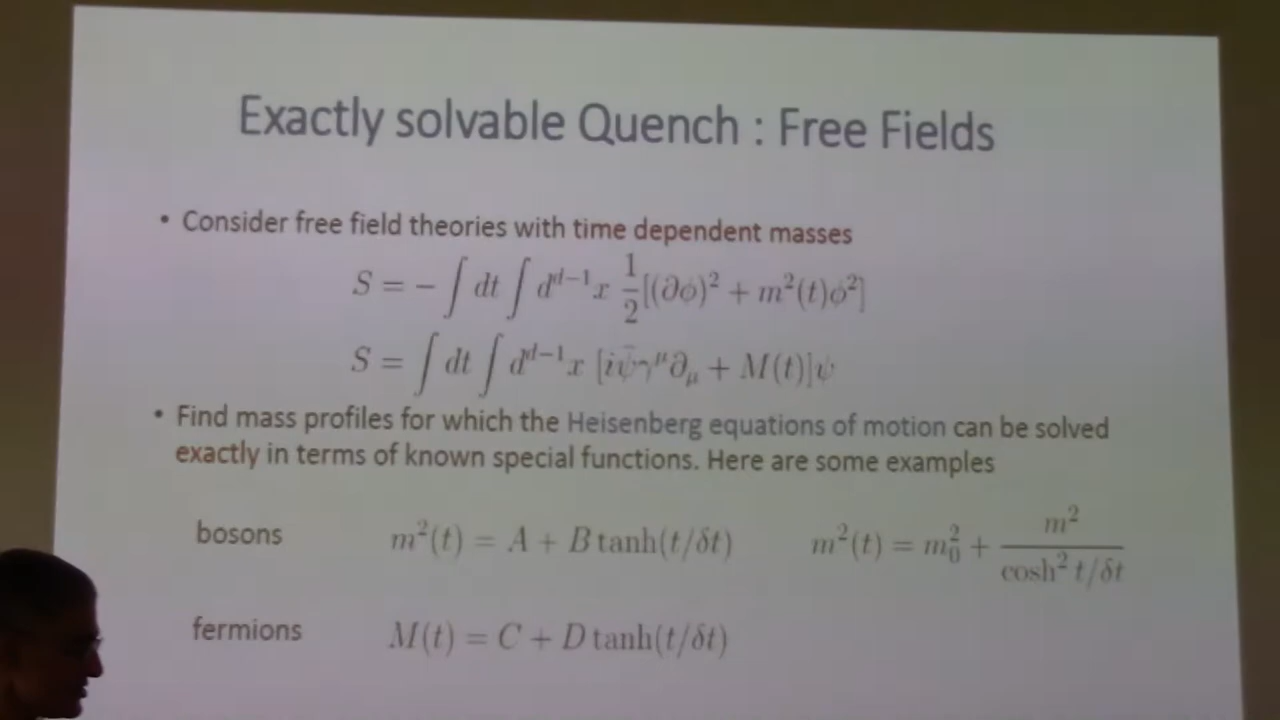 Exactly solvable Quench : Free Fields
• Consider free field theories with time dependent masses
S = − ∫ dt ∫ d^{d−1}x 1/2 [(∂φ)² + m²(t)φ²]
S = ∫ dt ∫ d^{d−1}x [iψ̄γ^μ∂_μ + M(t)]ψ
• Find mass profiles for which the Heisenberg equations of motion can be solved
exactly in terms of known special functions. Here are some examples
bosons m²(t) = A + B tanh(t/δt) m²(t) = m₀² + m² / cosh² t/δt
fermions M(t) = C + D tanh(t/δt)